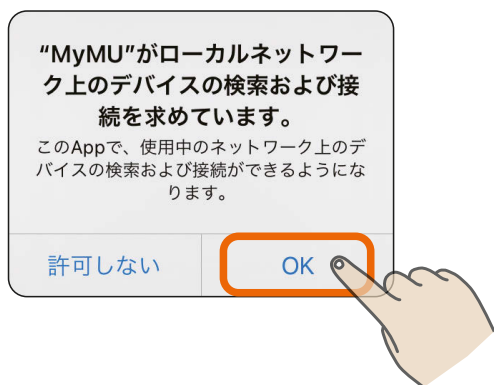 “MyMU”がローカルネットワー
ク上のデバイスの検索および接
続を求めています。
このAppで、使用中のネットワーク上のデ
バイスの検索および接続ができるようにな
ります。
許可しない
OK